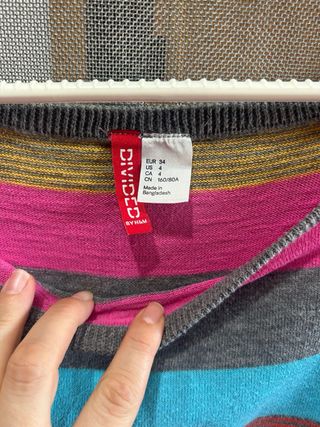 DIVIDED
BY H&M
EUR 34
US 4
CA 4
CN 160/80A
Made in
Bangladesh